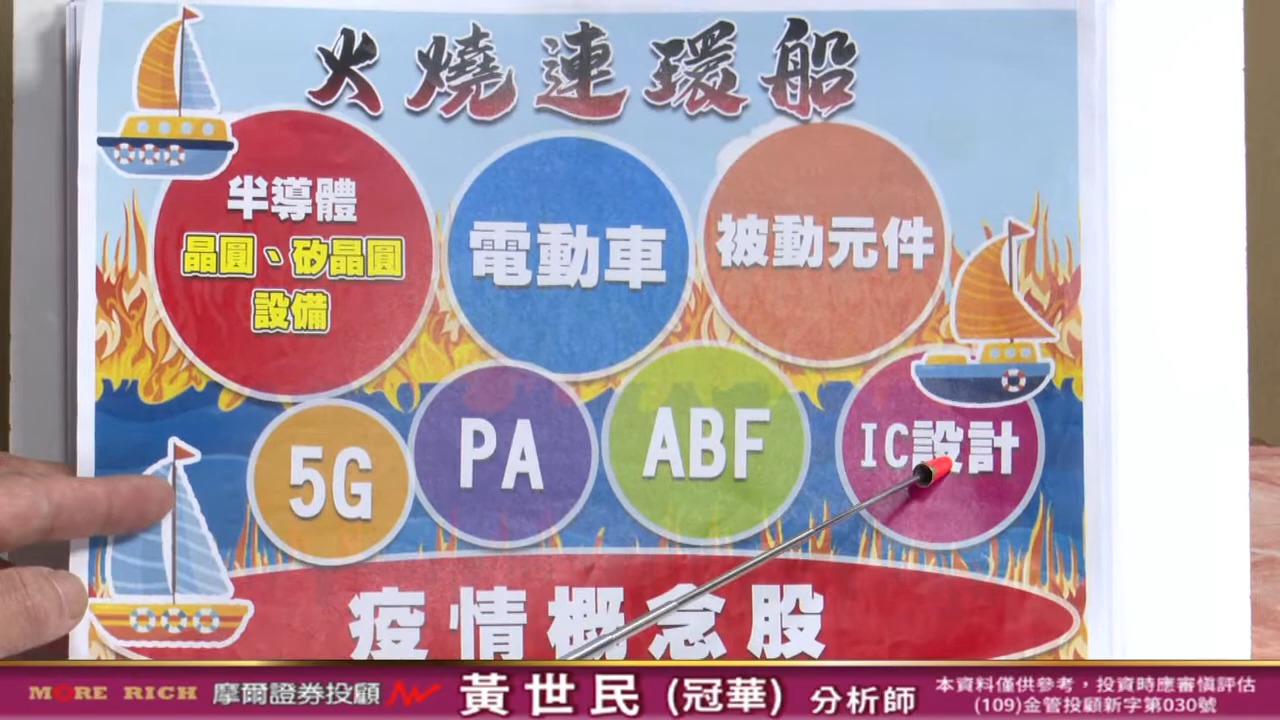 火燒連環船
半導體
晶圓、矽晶圓
設備
電動車
被動元件
5G
PA
ABF
IC設計
疫情概念股
MORE RICH 摩爾證券投顧 黃世民(冠華) 分析師
本資料僅供參考，投資時應審慎評估
(109)金管投顧新字第030號